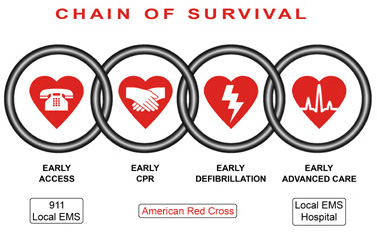 CHAIN OF SURVIVAL
EARLY
ACCESS
EARLY
CPR
EARLY
DEFIBRILLATION
EARLY
ADVANCED CARE
911
Local EMS
American Red Cross
Local EMS
Hospital